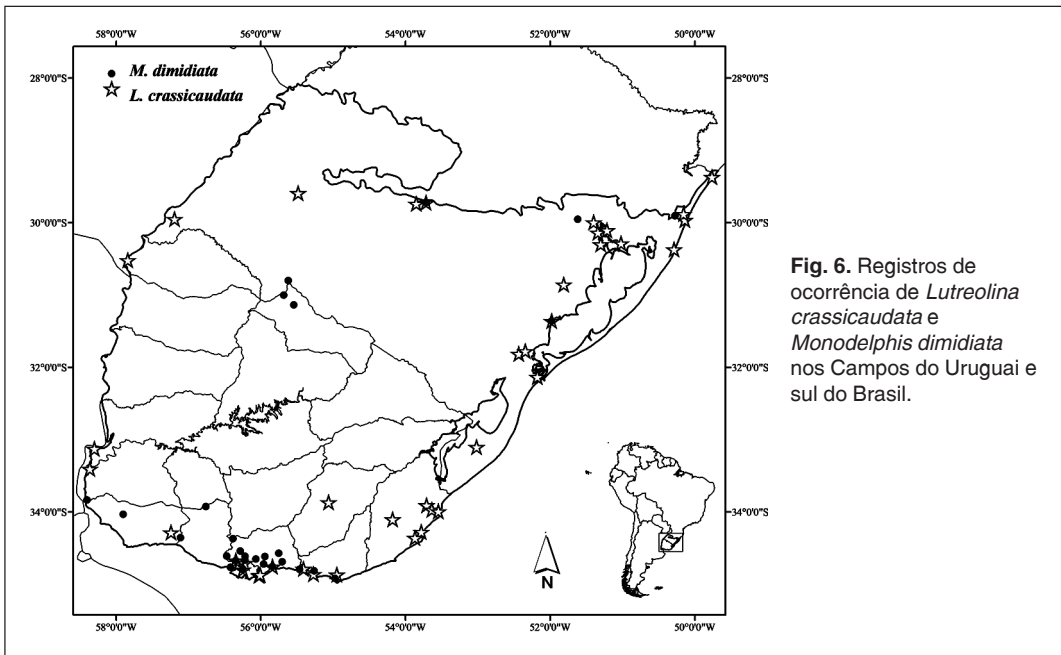 58°0'0"W 56°0'0"W 54°0'0"W 52°0'0"W 50°0'0"W
28°0'0"S 28°0'0"S
M. dimidiata
L. crassicaudata
30°0'0"S 30°0'0"S
32°0'0"S 32°0'0"S
34°0'0"S 34°0'0"S
N
58°0'0"W 56°0'0"W 54°0'0"W 52°0'0"W 50°0'0"W
Fig. 6. Registros de
ocorrência de Lutreolina
crassicaudata e
Monodelphis dimidiata
nos Campos do Uruguai e
sul do Brasil.